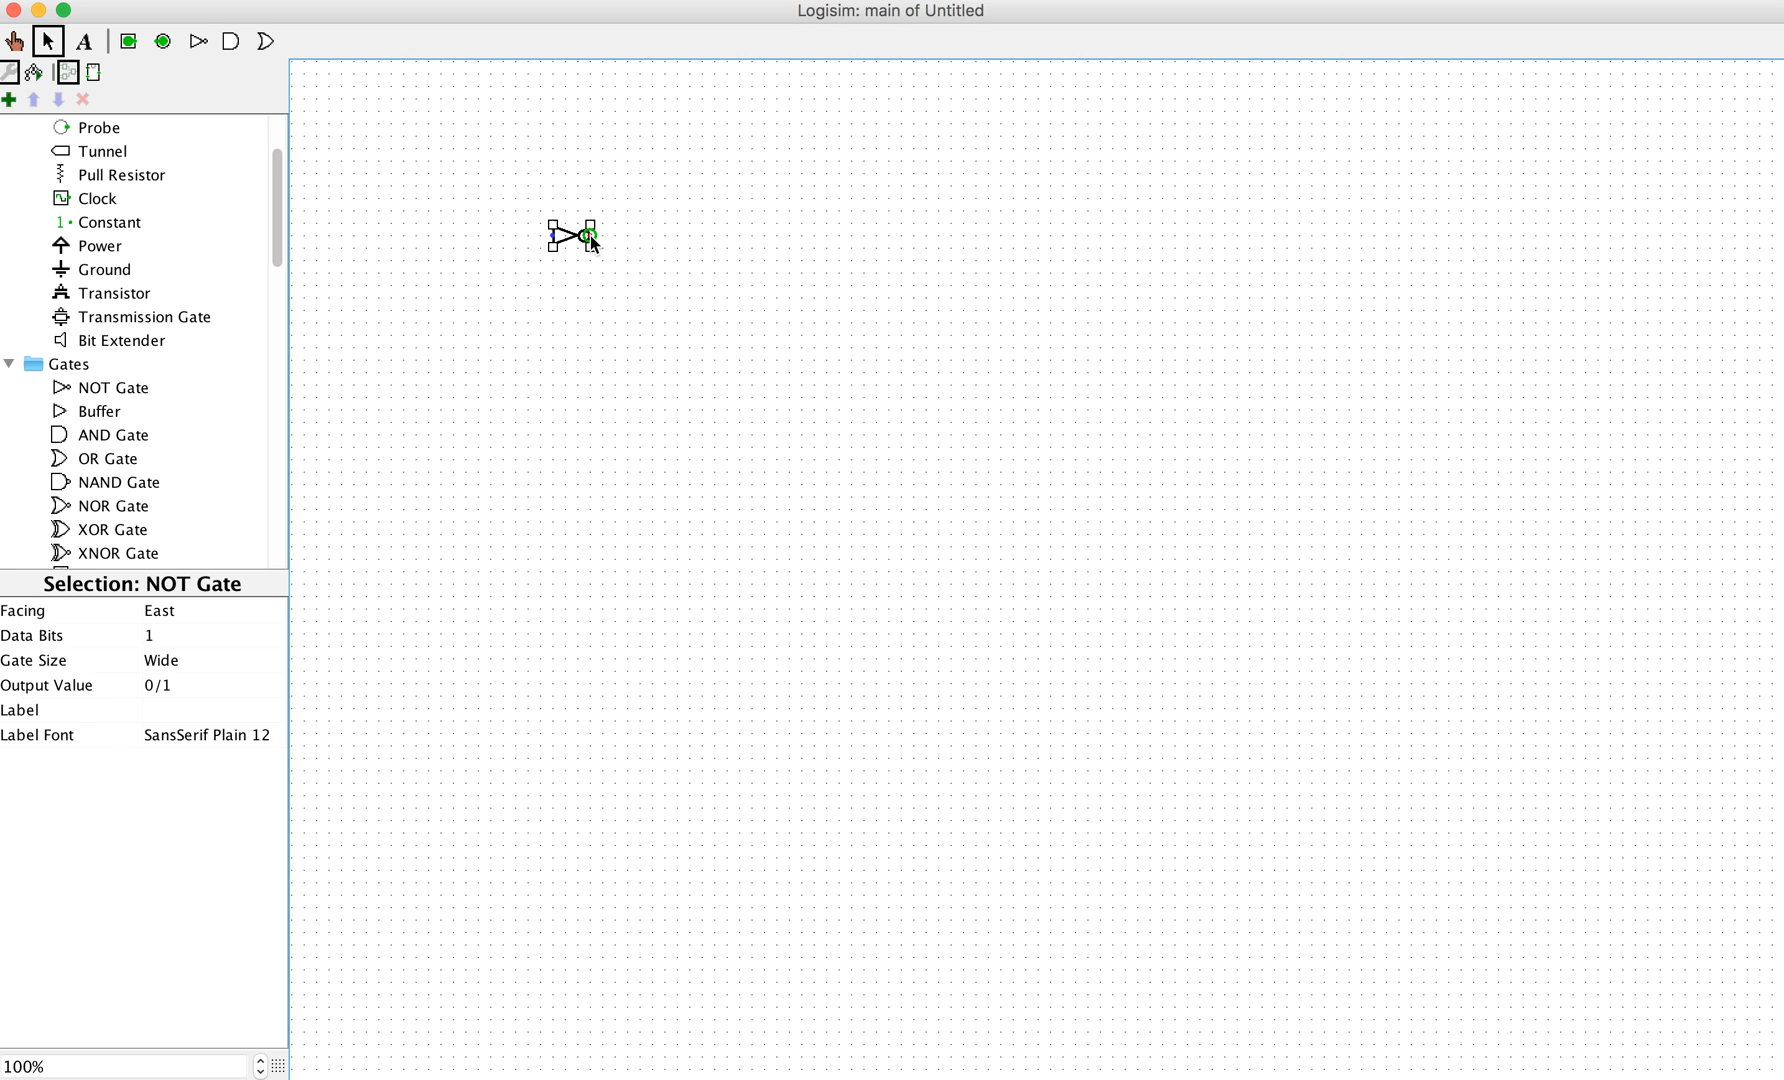 Logisim: main of Untitled
A
Probe
Tunnel
Pull Resistor
Clock
1 Constant
Power
Ground
Transistor
Transmission Gate
Bit Extender
Gates
NOT Gate
Buffer
AND Gate
OR Gate
NAND Gate
NOR Gate
XOR Gate
XNOR Gate
Selection: NOT Gate
Facing East
Data Bits 1
Gate Size Wide
Output Value 0/1
Label
Label Font SansSerif Plain 12
100%